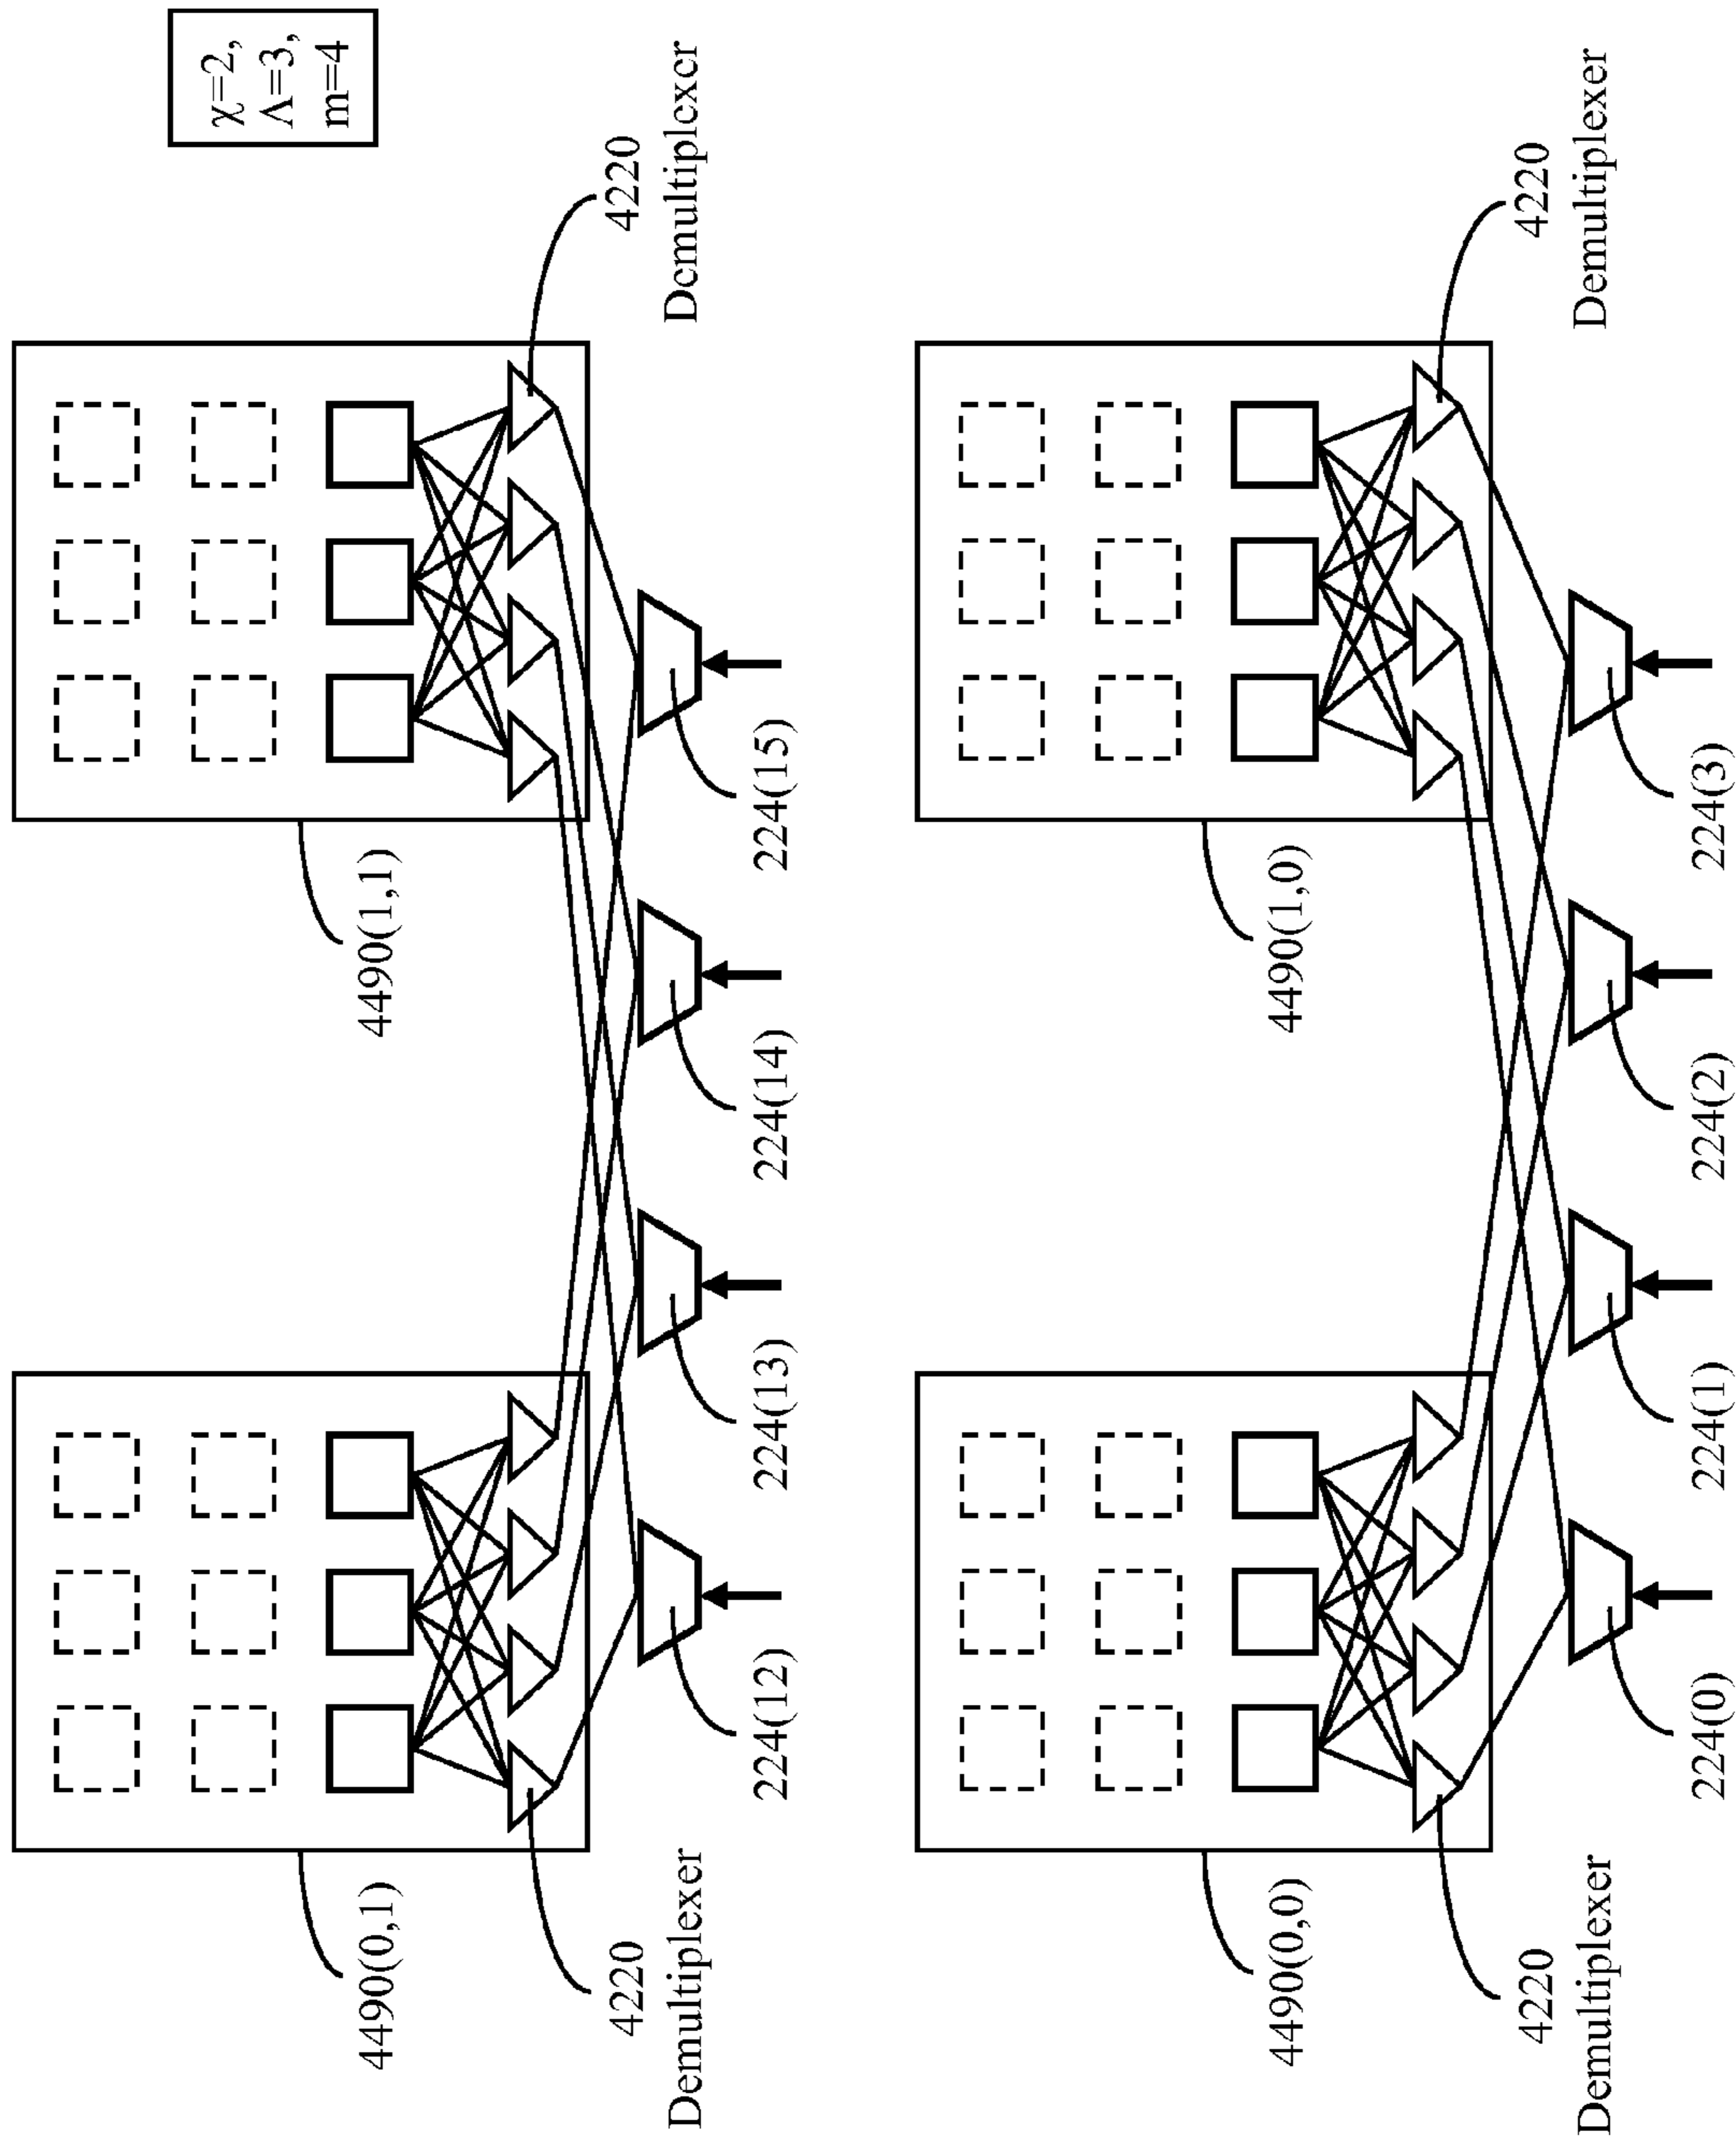 χ=2,
Λ=3,
m=4
4490(0,1)
4490(1,1)
4220
4220
Demultiplexer
Demultiplexer
224(12)
224(13)
224(14)
224(15)
4490(0,0)
4490(1,0)
4220
4220
Demultiplexer
Demultiplexer
224(0)
224(1)
224(2)
224(3)